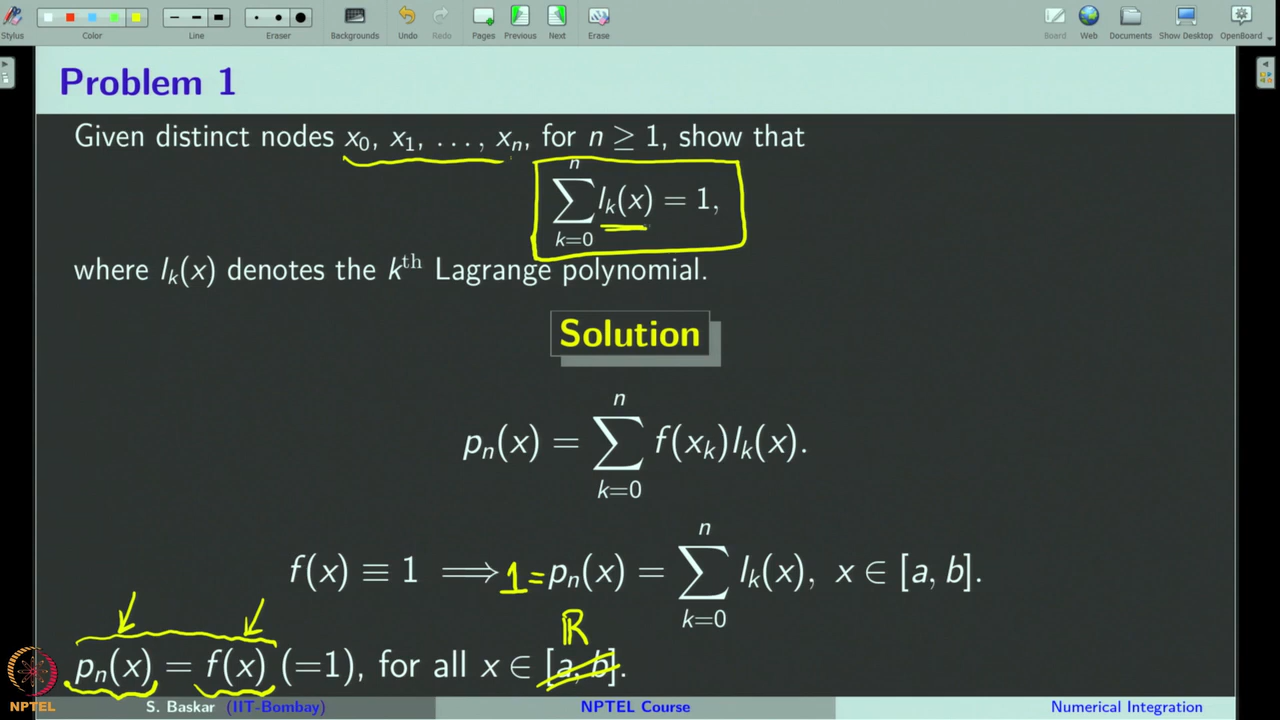 Stylus Color Line Eraser Backgrounds Undo Redo Pages Previous Next Erase Board Web Documents Show Desktop OpenBoard
Problem 1
Given distinct nodes x₀, x₁, …, xₙ, for n ≥ 1, show that
n
∑ lₖ(x) = 1,
k=0
where lₖ(x) denotes the kᵗʰ Lagrange polynomial.
Solution
n
pₙ(x) = ∑ f(xₖ)lₖ(x).
k=0
n
f(x) ≡ 1 ⟹ 1 = pₙ(x) = ∑ lₖ(x), x ∈ [a, b].
k=0
ℝ
pₙ(x) = f(x) (=1), for all x ∈ [a, b].
NPTEL
S. Baskar (IIT-Bombay) NPTEL Course Numerical Integration